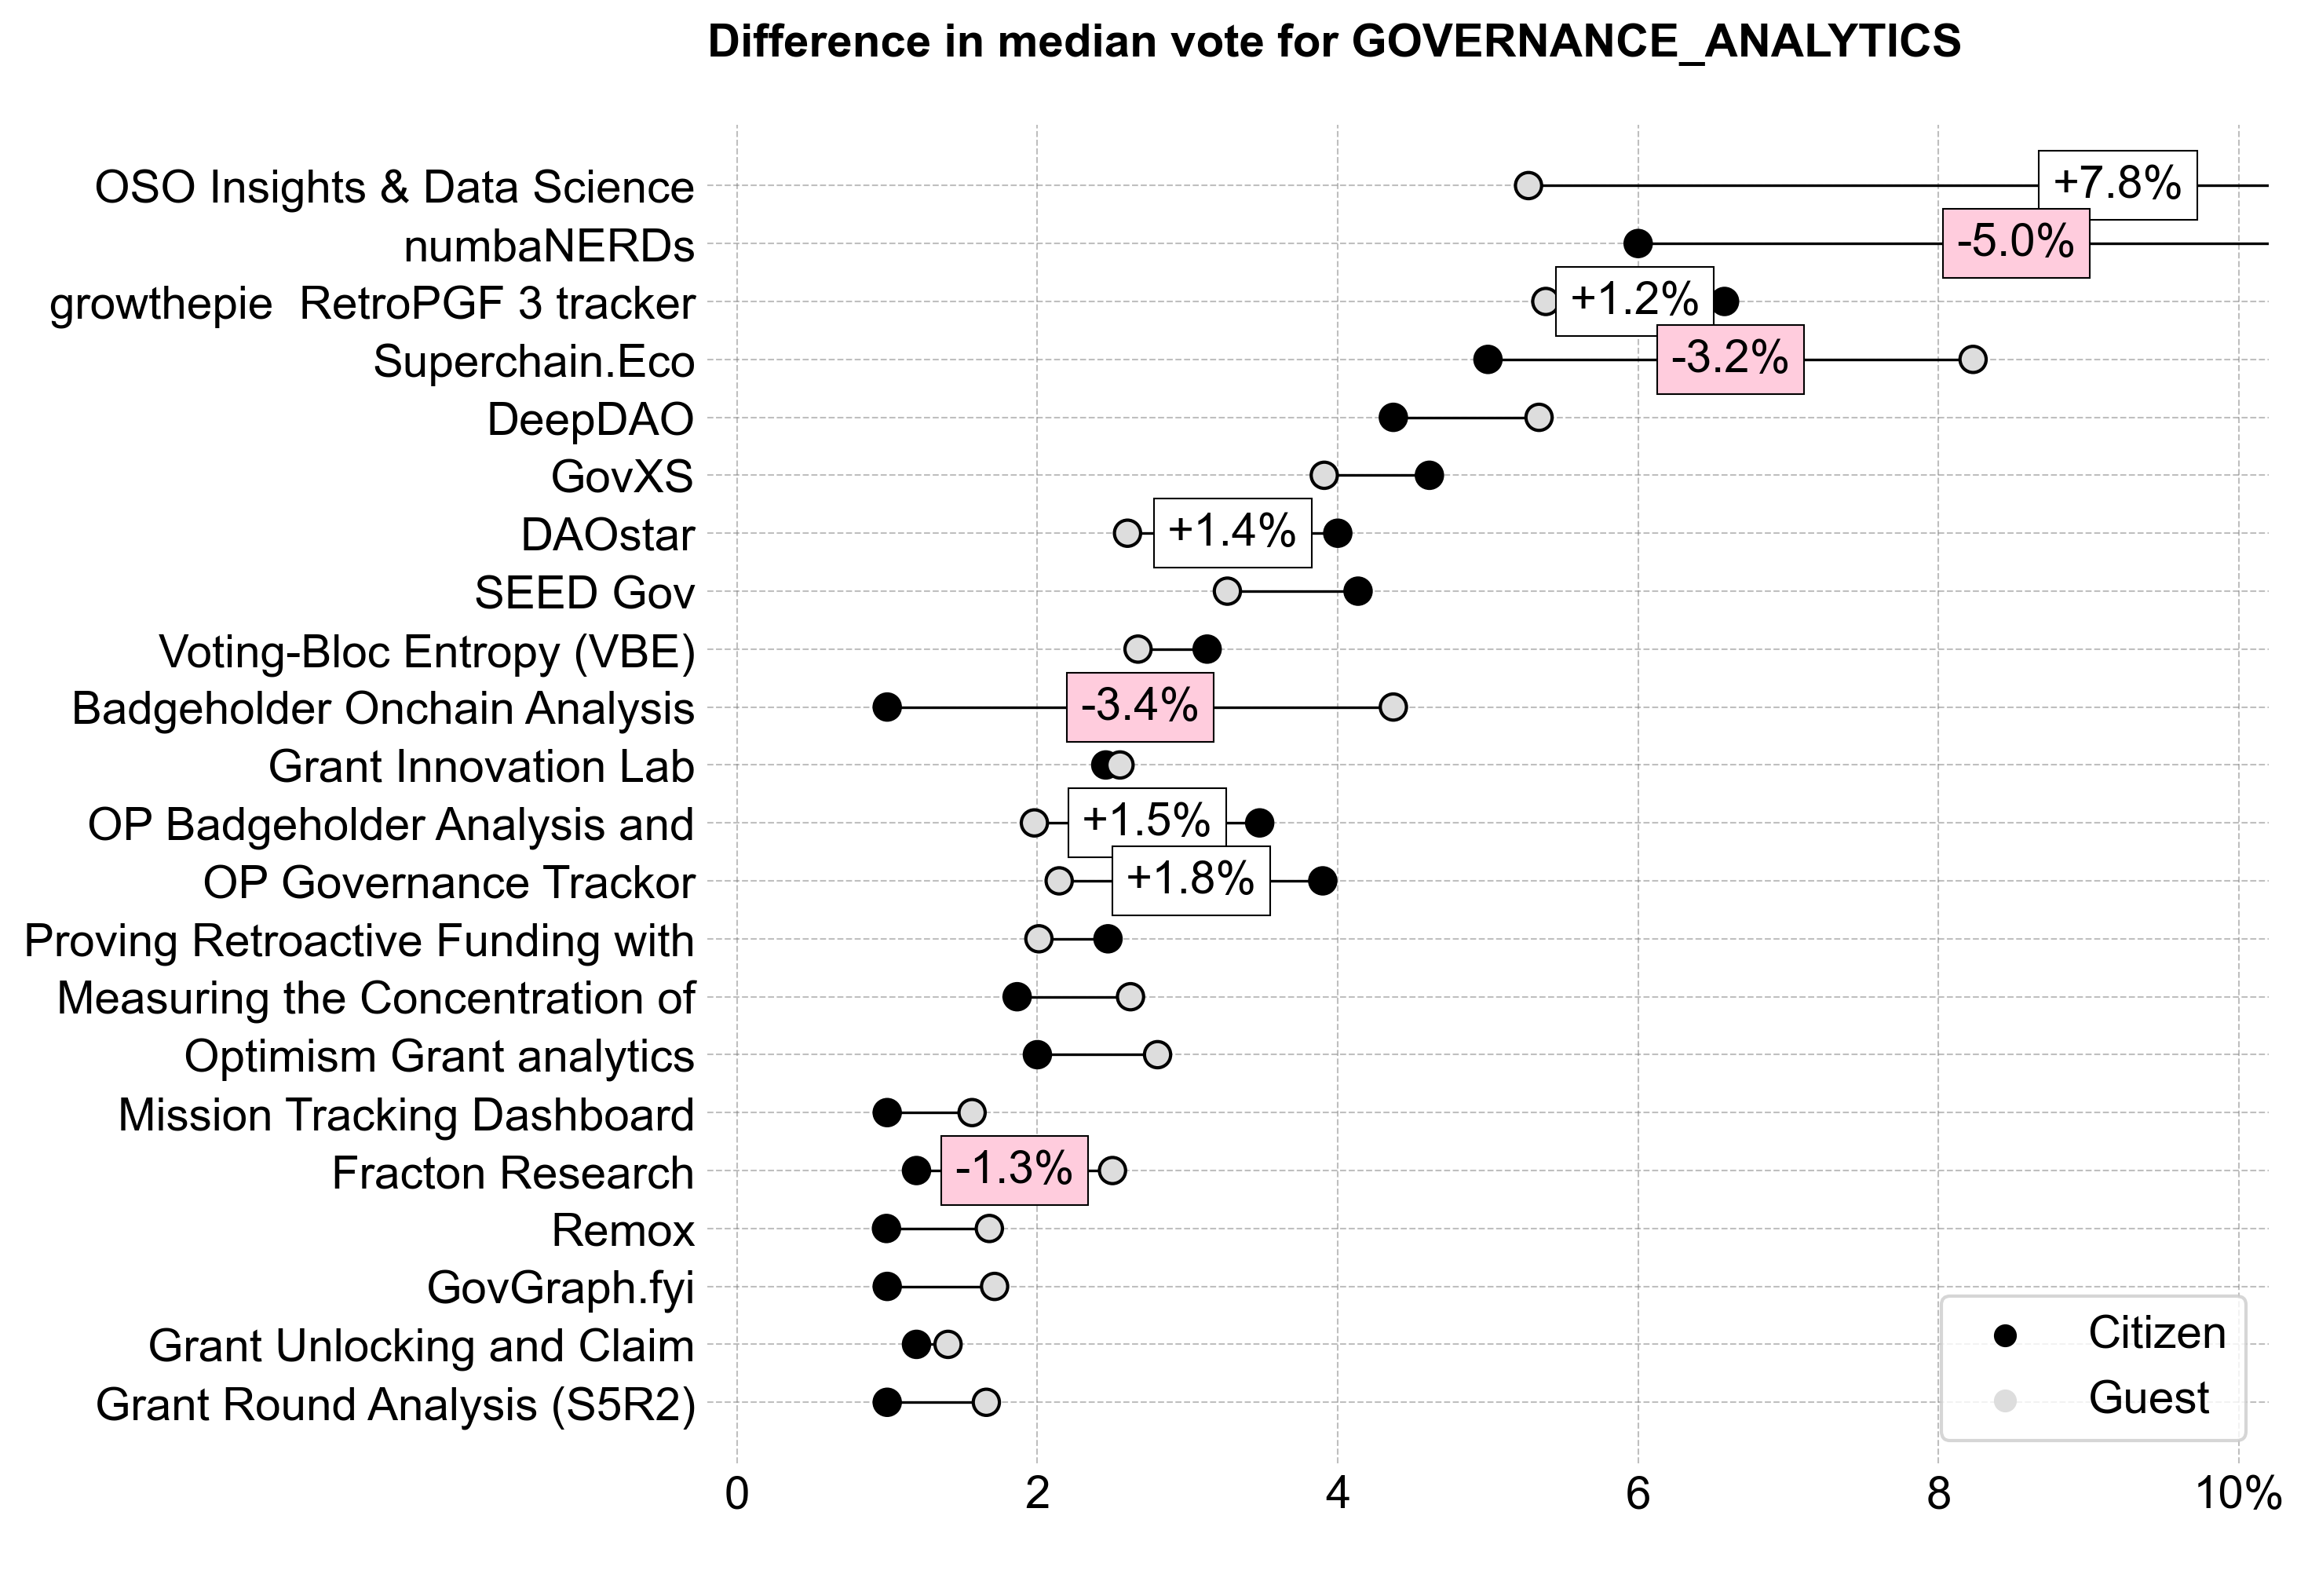 Difference in median vote for GOVERNANCE_ANALYTICS
OSO Insights & Data Science
+7.8%
numbaNERDs
-5.0%
growthepie  RetroPGF 3 tracker
+1.2%
Superchain.Eco
-3.2%
DeepDAO
GovXS
DAOstar
+1.4%
SEED Gov
Voting-Bloc Entropy (VBE)
Badgeholder Onchain Analysis
-3.4%
Grant Innovation Lab
OP Badgeholder Analysis and
+1.5%
OP Governance Trackor
+1.8%
Proving Retroactive Funding with
Measuring the Concentration of
Optimism Grant analytics
Mission Tracking Dashboard
Fracton Research
-1.3%
Remox
GovGraph.fyi
Grant Unlocking and Claim
Grant Round Analysis (S5R2)
Citizen
Guest
0 2 4 6 8 10%